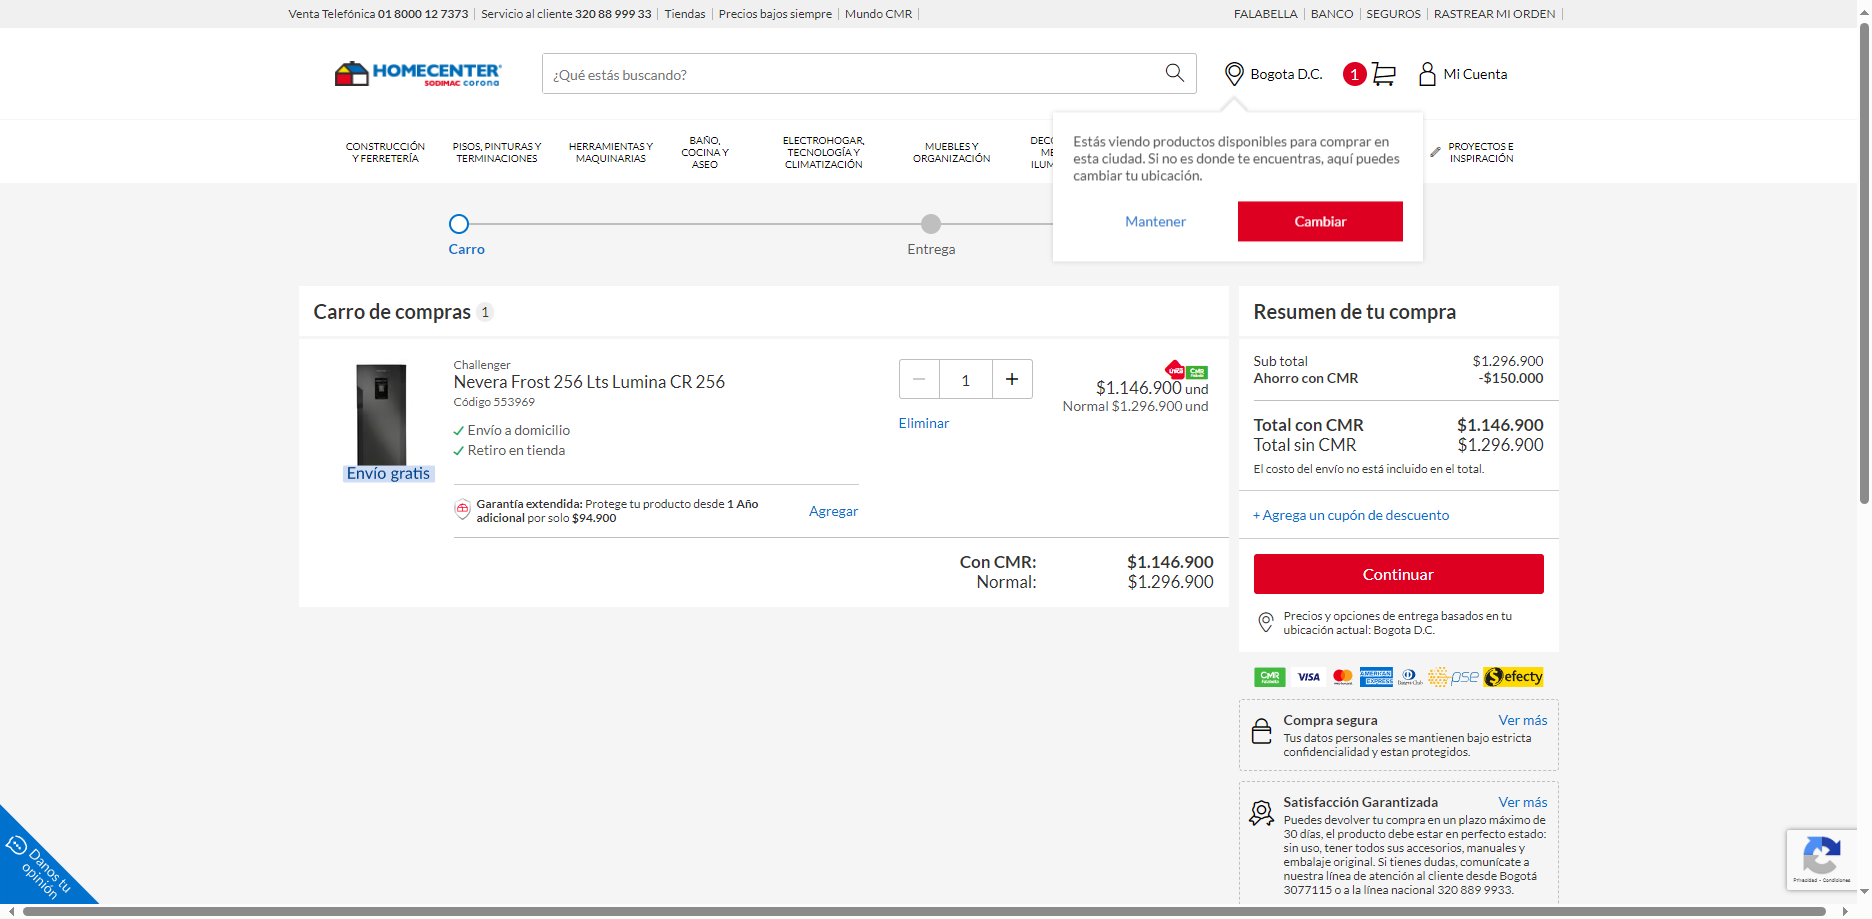 Venta Telefónica 01 8000 12 7373
Servicio al cliente 320 88 999 33
Tiendas
Precios bajos siempre
Mundo CMR
FALABELLA
BANCO
SEGUROS
RASTREAR MI ORDEN
HOMECENTER
SODIMAC corona
¿Qué estás buscando?
Bogota D.C.
1
Mi Cuenta
CONSTRUCCIÓN
Y FERRETERÍA
PISOS, PINTURAS Y
TERMINACIONES
HERRAMIENTAS Y
MAQUINARIAS
BAÑO,
COCINA Y
ASEO
ELECTROHOGAR,
TECNOLOGÍA Y
CLIMATIZACIÓN
MUEBLES Y
ORGANIZACIÓN
DECO
ME
ILUM
PROYECTOS E
INSPIRACIÓN
Estás viendo productos disponibles para comprar en
esta ciudad. Si no es donde te encuentras, aquí puedes
cambiar tu ubicación.
Mantener
Cambiar
Carro
Entrega
Carro de compras 1
Challenger
Nevera Frost 256 Lts Lumina CR 256
Código 553969
Envío a domicilio
Retiro en tienda
Envío gratis
1
Eliminar
CMR
$1.146.900 und
Normal $1.296.900 und
Garantía extendida: Protege tu producto desde 1 Año
adicional por solo $94.900
Agregar
Con CMR: $1.146.900
Normal: $1.296.900
Resumen de tu compra
Sub total $1.296.900
Ahorro con CMR -$150.000
Total con CMR $1.146.900
Total sin CMR $1.296.900
El costo del envío no está incluido en el total.
+ Agrega un cupón de descuento
Continuar
Precios y opciones de entrega basados en tu
ubicación actual: Bogota D.C.
CMR
VISA
AMERICAN
EXPRESS
pse
efecty
Compra segura Ver más
Tus datos personales se mantienen bajo estricta
confidencialidad y estan protegidos.
Satisfacción Garantizada Ver más
Puedes devolver tu compra en un plazo máximo de
30 días, el producto debe estar en perfecto estado:
sin uso, tener todos sus accesorios, manuales y
embalaje original. Si tienes dudas, comunícate a
nuestra línea de atención al cliente desde Bogotá
3077115 o a la línea nacional 320 889 9933.
Danos tu
opinión
Privacidad - Condiciones